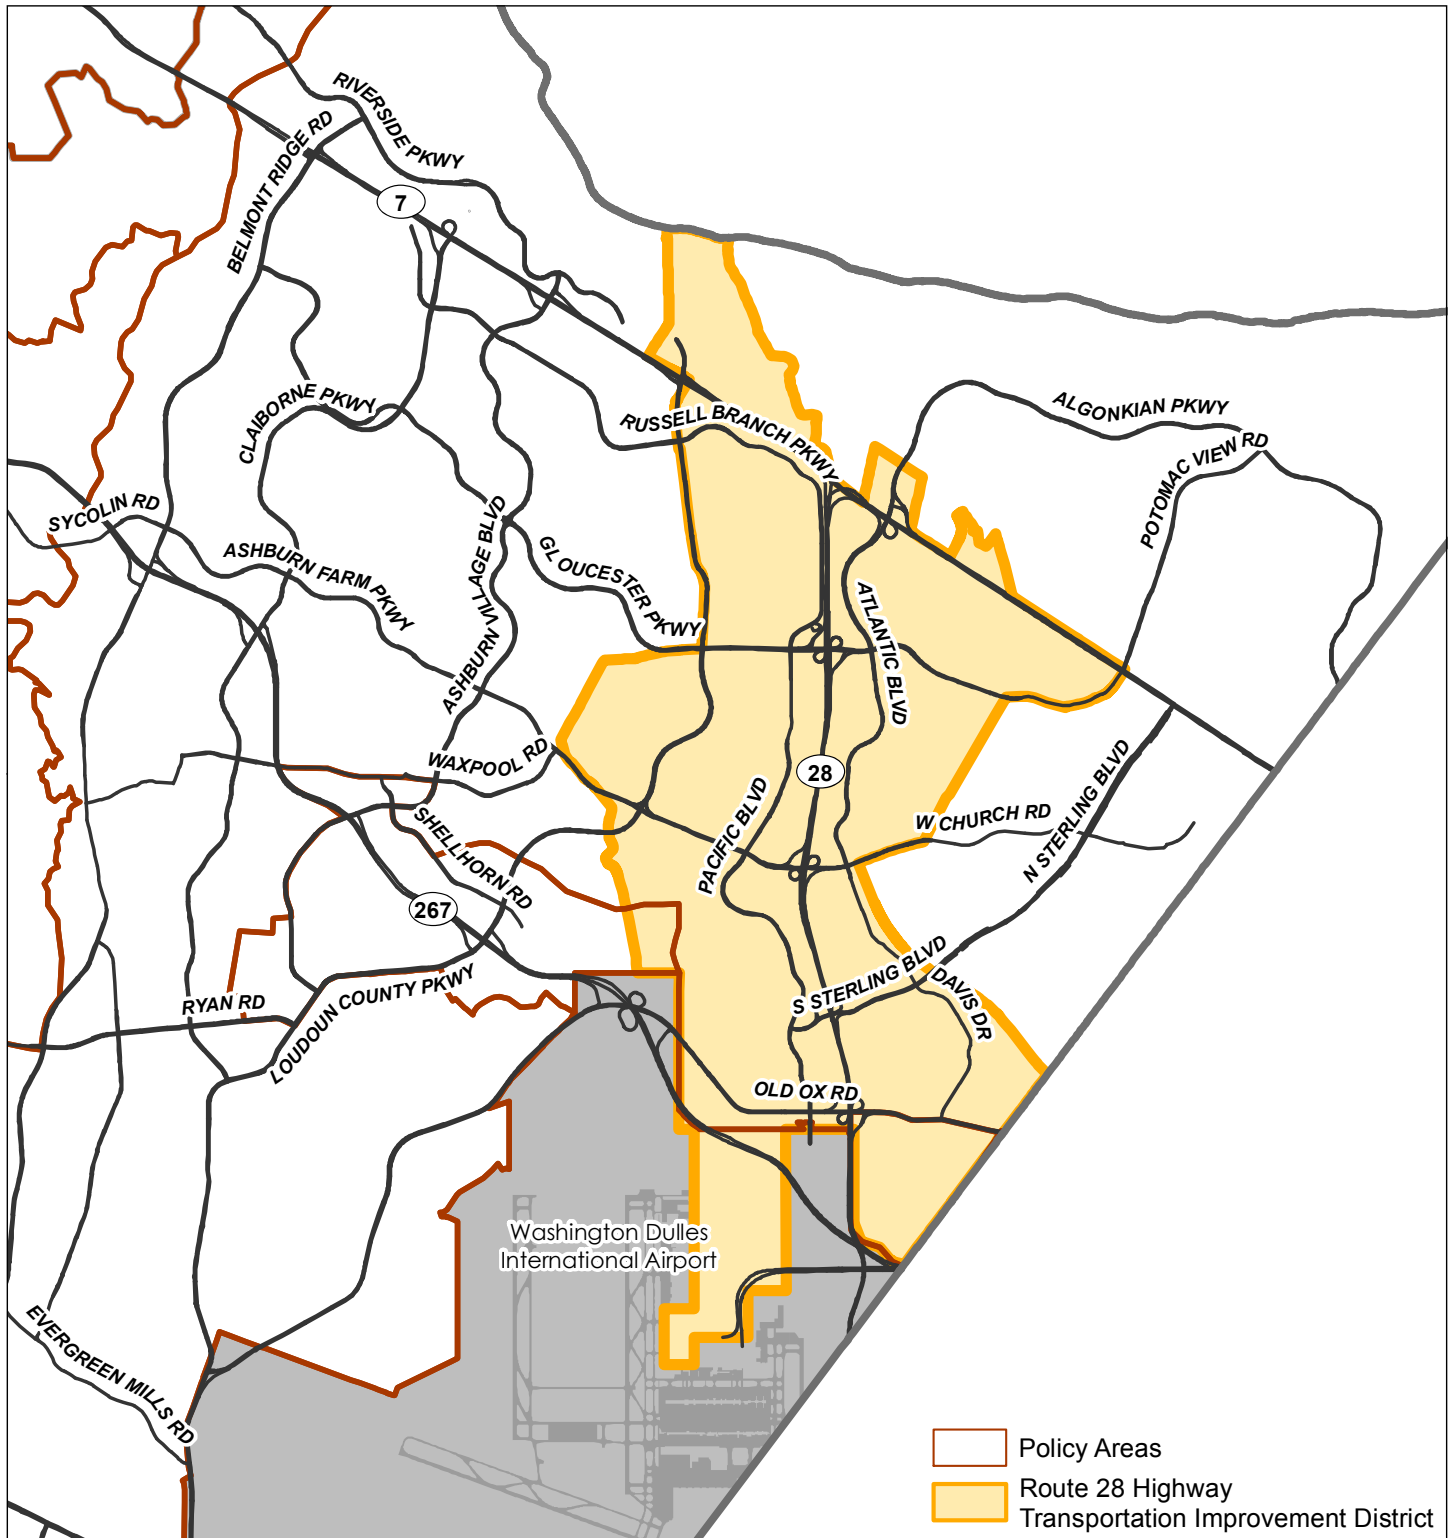 RIVERSIDE PKWY
BELMONT RIDGE RD
7
ALGONKIAN PKWY
CLAIBORNE PKWY
RUSSELL BRANCH PKWY
POTOMAC VIEW RD
SYCOLIN RD
ASHBURN FARM PKWY
ASHBURN VILLAGE BLVD
GLOUCESTER PKWY
ATLANTIC BLVD
WAXPOOL RD
28
PACIFIC BLVD
N STERLING BLVD
W CHURCH RD
SHELLHORN RD
267
S STERLING BLVD
DAVIS DR
RYAN RD
LOUDOUN COUNTY PKWY
OLD OX RD
Washington Dulles
International Airport
EVERGREEN MILLS RD
Policy Areas
Route 28 Highway
Transportation Improvement District